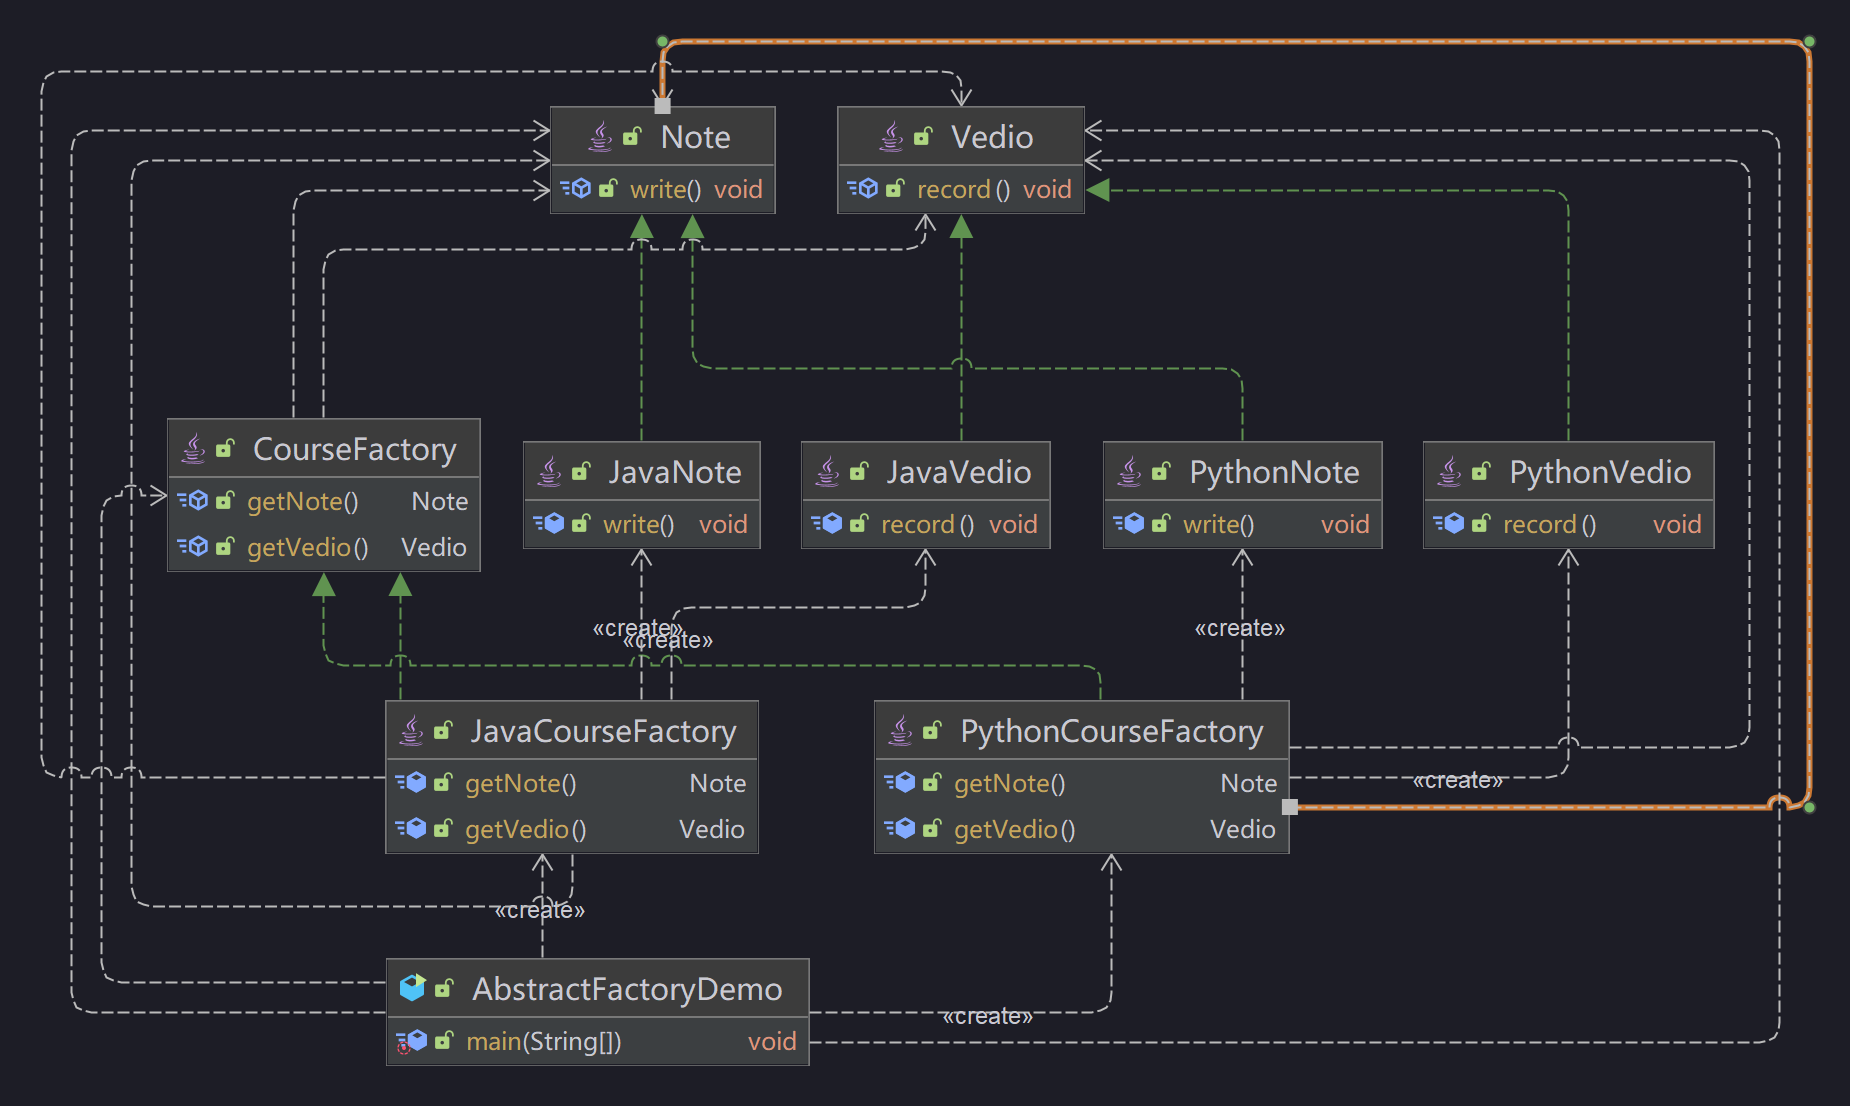 Note
write() void
Vedio
record () void
CourseFactory
getNote() Note
getVedio() Vedio
JavaNote
write() void
JavaVedio
record () void
PythonNote
write() void
PythonVedio
record () void
«create»
«create»
«create»
JavaCourseFactory
getNote() Note
getVedio () Vedio
PythonCourseFactory
getNote() Note
getVedio () Vedio
«create»
«create»
AbstractFactoryDemo
main(String[]) void
«create»